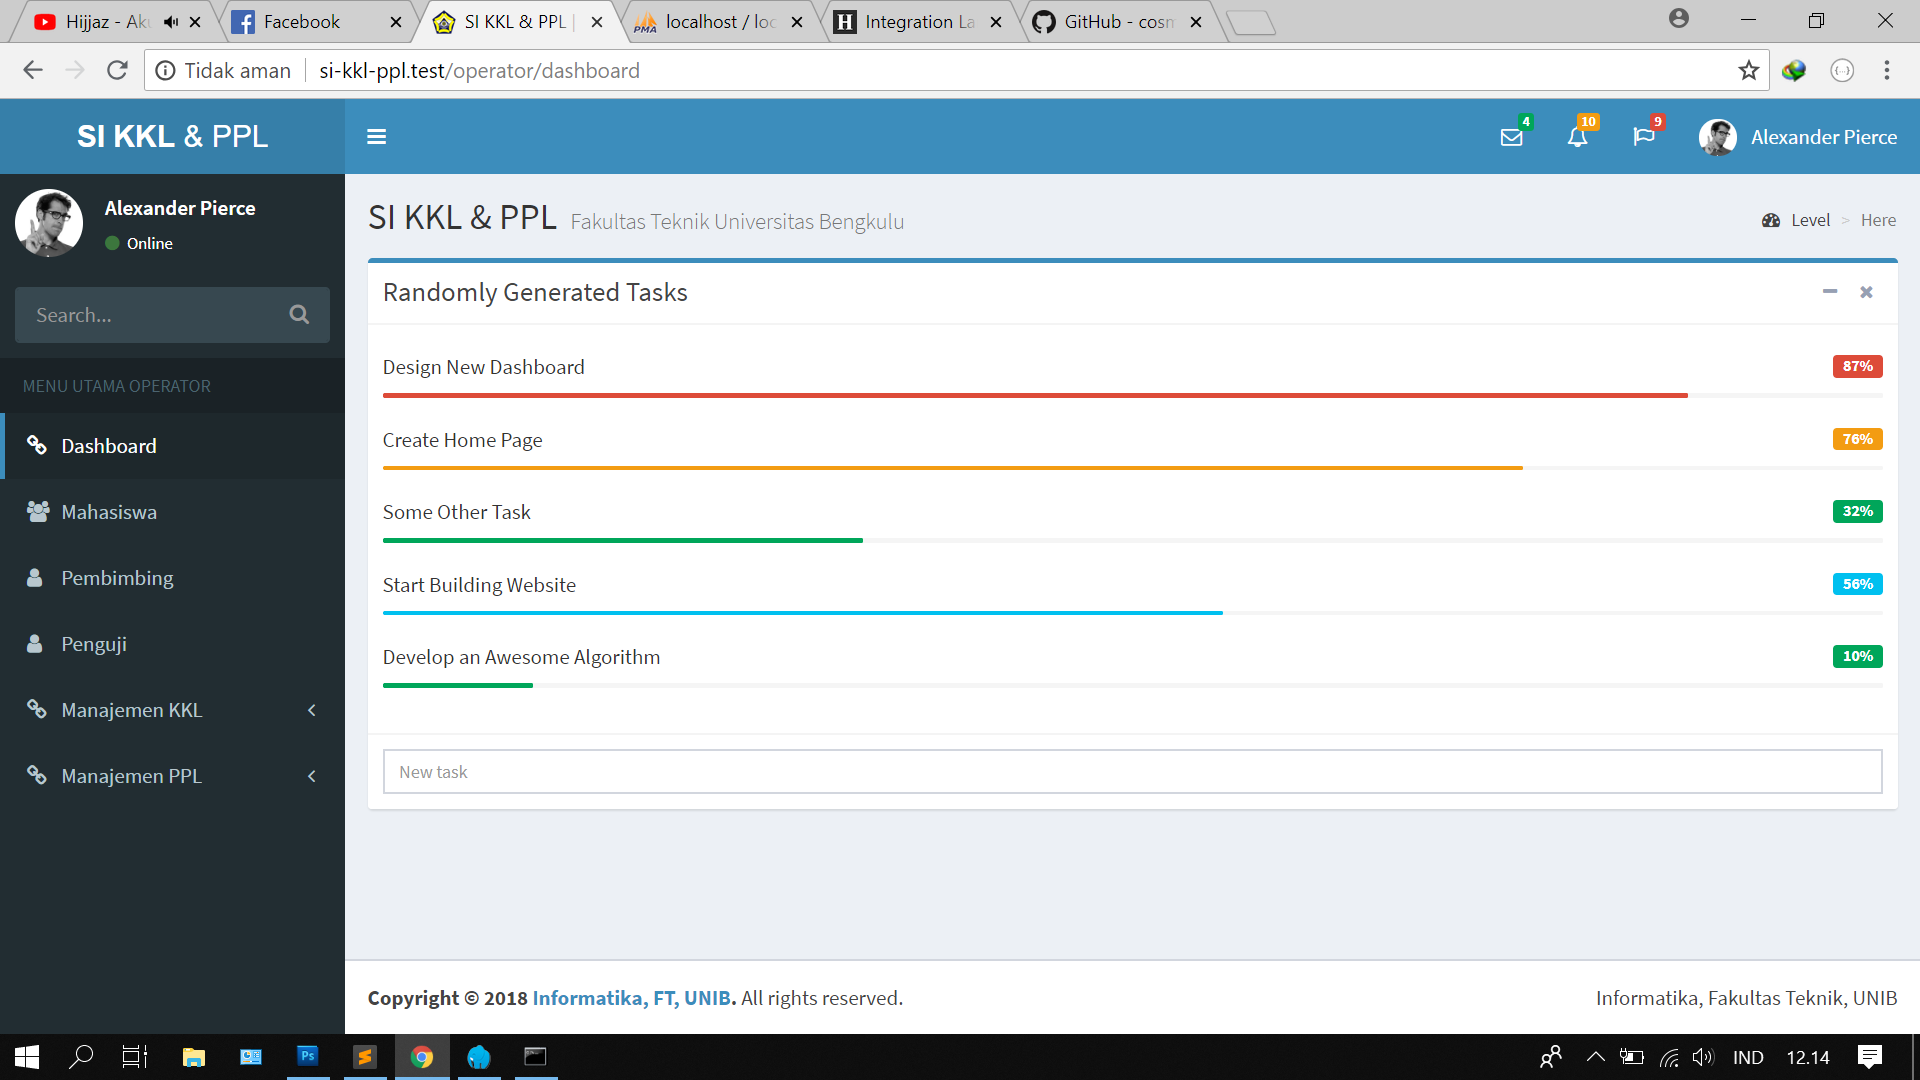 Hijjaz - Aku
Facebook
SI KKL & PPL |
localhost / loc
Integration La
GitHub - cosm
Tidak aman
si-kkl-ppl.test/operator/dashboard
SI KKL & PPL
4
10
9
Alexander Pierce
Alexander Pierce
Online
Search...
MENU UTAMA OPERATOR
Dashboard
Mahasiswa
Pembimbing
Penguji
Manajemen KKL
Manajemen PPL
SI KKL & PPL Fakultas Teknik Universitas Bengkulu
Level > Here
Randomly Generated Tasks
Design New Dashboard 87%
Create Home Page 76%
Some Other Task 32%
Start Building Website 56%
Develop an Awesome Algorithm 10%
New task
Copyright © 2018 Informatika, FT, UNIB. All rights reserved.
Informatika, Fakultas Teknik, UNIB
Ps
IND
12.14